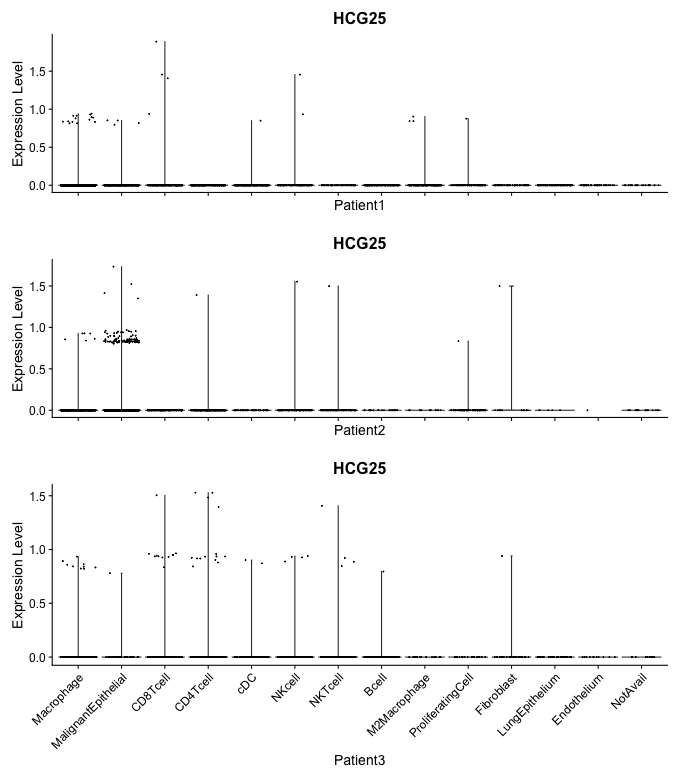 HCG25
Expression Level
1.5
1.0
0.5
0.0
Patient1
HCG25
Expression Level
1.5
1.0
0.5
0.0
Patient2
HCG25
Expression Level
1.5
1.0
0.5
0.0
Macrophage
MalignantEpithelial
CD8Tcell
CD4Tcell
cDC
NKcell
NKTcell
Bcell
M2Macrophage
ProliferatingCell
Fibroblast
LungEpithelium
Endothelium
NotAvail
Patient3